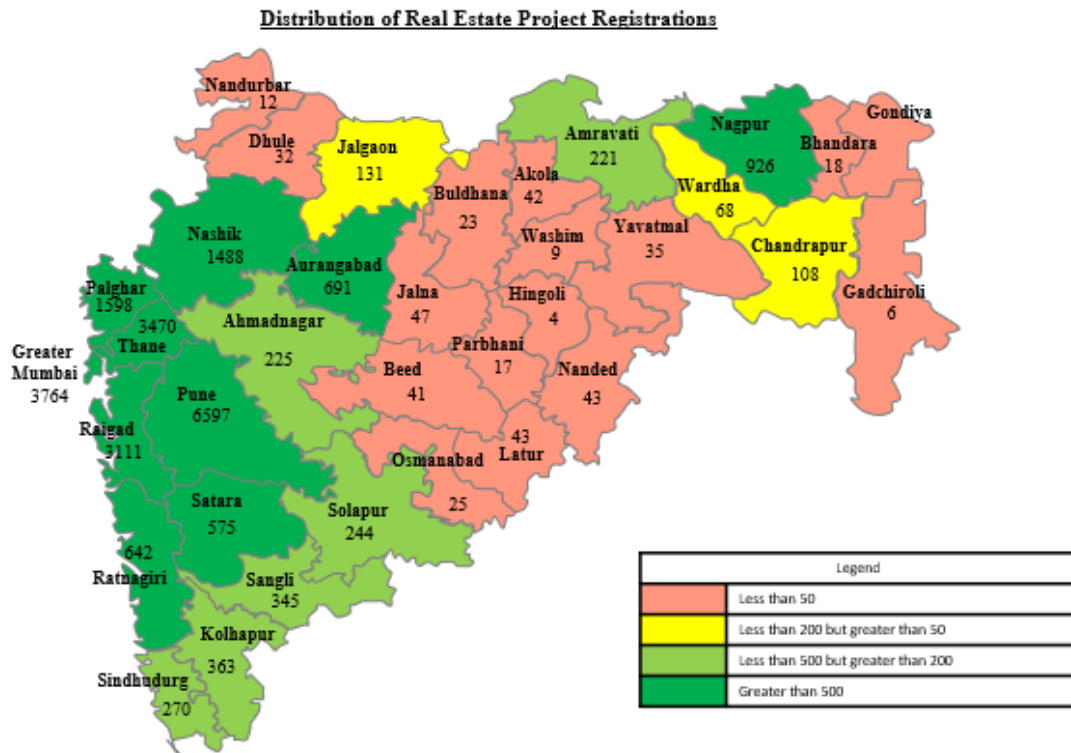 Distribution of Real Estate Project Registrations
Nandurbar
12
Dhule
32
Jalgaon
131
Buldhana
23
Akola
42
Amravati
221
Nagpur
926
Bhandara
18
Gondiya
Wardha
68
Washim
9
Yavatmal
35
Chandrapur
108
Gadchiroli
6
Nashik
1488
Aurangabad
691
Jalna
47
Hingoli
4
Palghar
1598
3470
Thane
Ahmadnagar
225
Parbhani
17
Greater
Mumbai
3764
Beed
41
Nanded
43
Pune
6597
Raigad
3111
43
Latur
Osmanabad
25
Satara
575
Solapur
244
642
Ratnagiri
Sangli
345
Kolhapur
363
Sindhudurg
270
Legend
Less than 50
Less than 200 but greater than 50
Less than 500 but greater than 200
Greater than 500